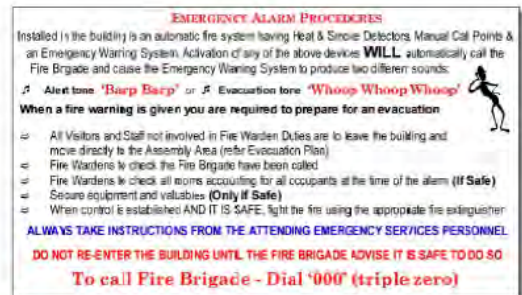 EMERGENCY ALARM PROCEDURES
Installed in the building is an automatic fire system having Heat & Smoke Detectors, Manual Call Points &
an Emergency Warning System. Activation of any of the above devices WILL automatically call the
Fire Brigade and cause the Emergency Warning System to produce two different sounds:
♬ Alert tone 'Barp Barp' or ♬ Evacuation tone 'Whoop Whoop Whoop'
When a fire warning is given you are required to prepare for an evacuation
⇨ All Visitors and Staff not involved in Fire Warden Duties are to leave the building and
move directly to the Assembly Area (refer Evacuation Plan)
⇨ Fire Wardens to check the Fire Brigade have been called
⇨ Fire Wardens to check all rooms accounting for all occupants at the time of the alarm (If Safe)
⇨ Secure equipment and valuables (Only if Safe)
⇨ When control is established AND IT IS SAFE, fight the fire using the appropriate fire extinguisher
ALWAYS TAKE INSTRUCTIONS FROM THE ATTENDING EMERGENCY SERVICES PERSONNEL
DO NOT RE-ENTER THE BUILDING UNTIL THE FIRE BRIGADE ADVISE IT IS SAFE TO DO SO
To call Fire Brigade - Dial '000' (triple zero)